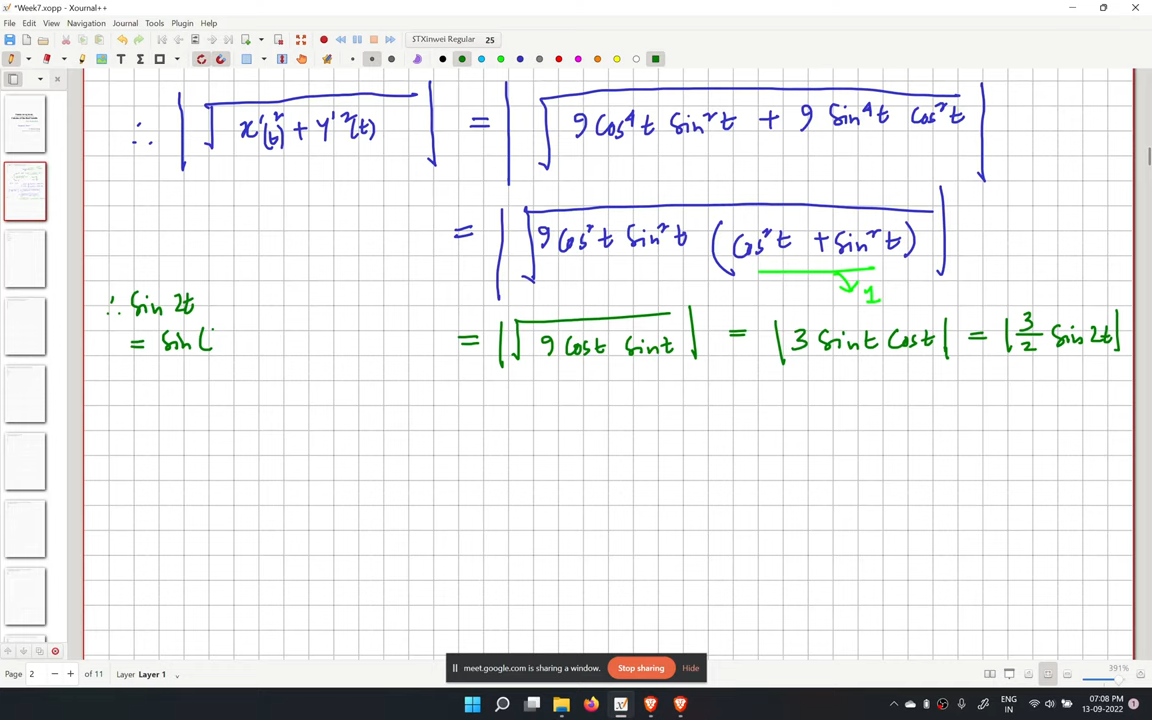 *Week7.xopp - Xournal++
File Edit View Navigation Journal Tools Plugin Help
STXinwei Regular 25
∴ |√(x'²(t) + y'²(t))| = |√(9 cos⁴t sin²t + 9 sin⁴t cos²t)|
= |√(9 cos²t sin²t (cos²t + sin²t))|
1
∴ sin 2t
= |√(9 cost sint)| = |3 sint cost| = |3/2 sin2t|
= sin(
meet.google.com is sharing a window. Stop sharing Hide
Page 2 of 11 Layer Layer 1
391%
ENG
IN
07:08 PM
13-09-2022